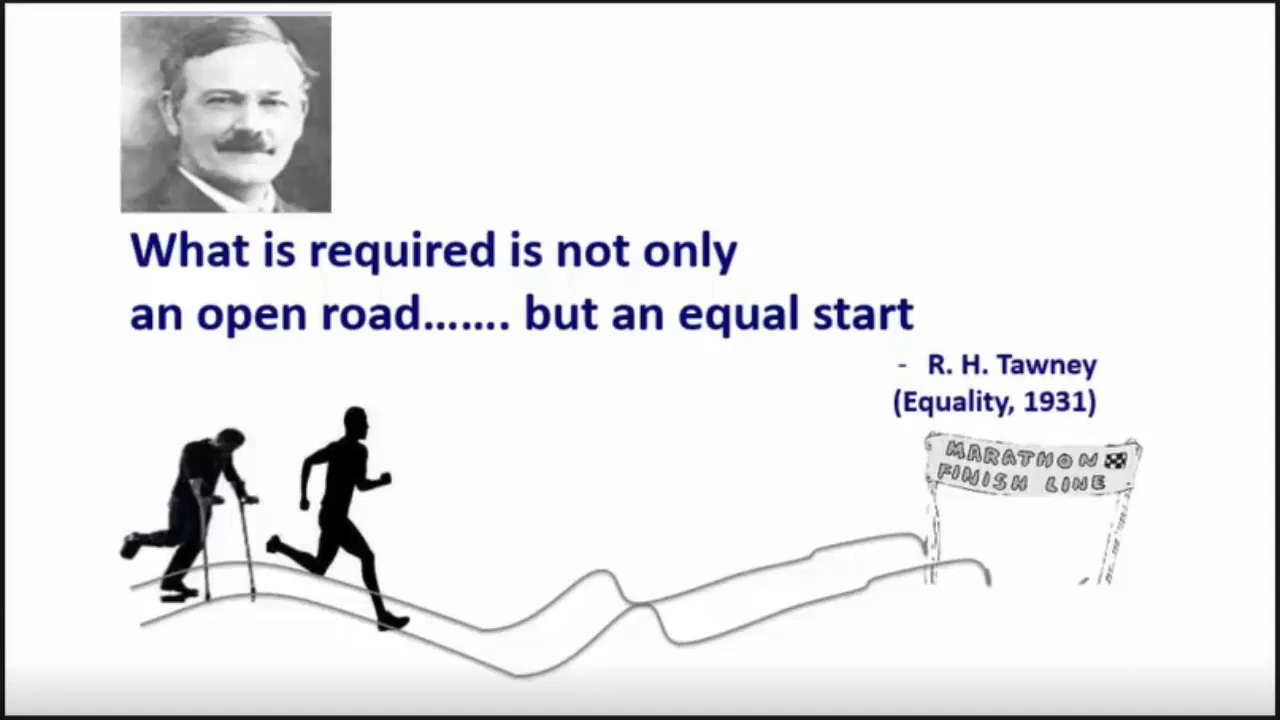 What is required is not only
an open road....... but an equal start
- R. H. Tawney
(Equality, 1931)
MARATHON
FINISH LINE